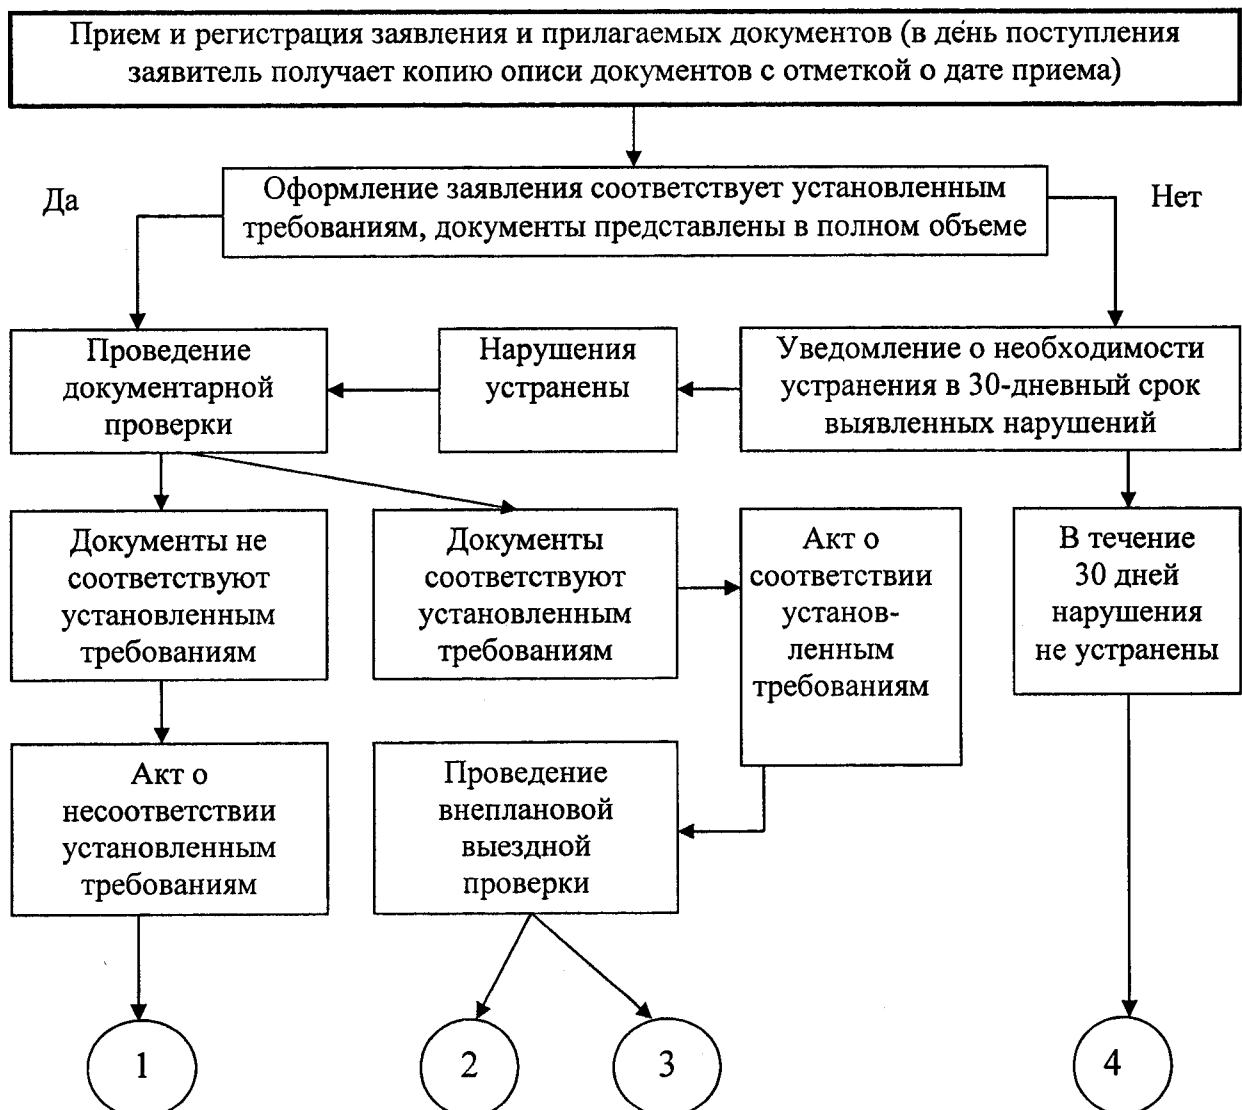 Прием и регистрация заявления и прилагаемых документов (в день поступления
заявитель получает копию описи документов с отметкой о дате приема)
Да
Оформление заявления соответствует установленным
требованиям, документы представлены в полном объеме
Нет
Проведение
документарной
проверки
Нарушения
устранены
Уведомление о необходимости
устранения в 30-дневный срок
выявленных нарушений
Документы не
соответствуют
установленным
требованиям
Документы
соответствуют
установленным
требованиям
Акт о
соответствии
установ-
ленным
требованиям
В течение
30 дней
нарушения
не устранены
Акт о
несоответствии
установленным
требованиям
Проведение
внеплановой
выездной
проверки
1
2
3
4